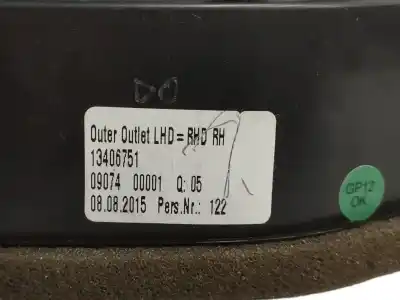 Outer Outlet LHD = RHD RH
13406751
09074 00001 Q: 05
08.08.2015 Pers.Nr.: 122
GP12
OK